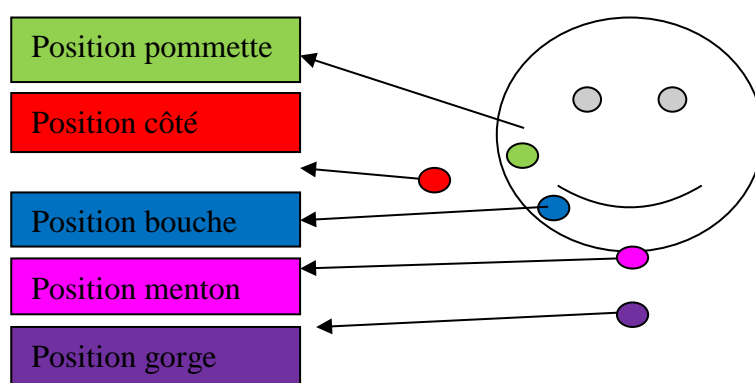 Position pommette
Position côté
Position bouche
Position menton
Position gorge